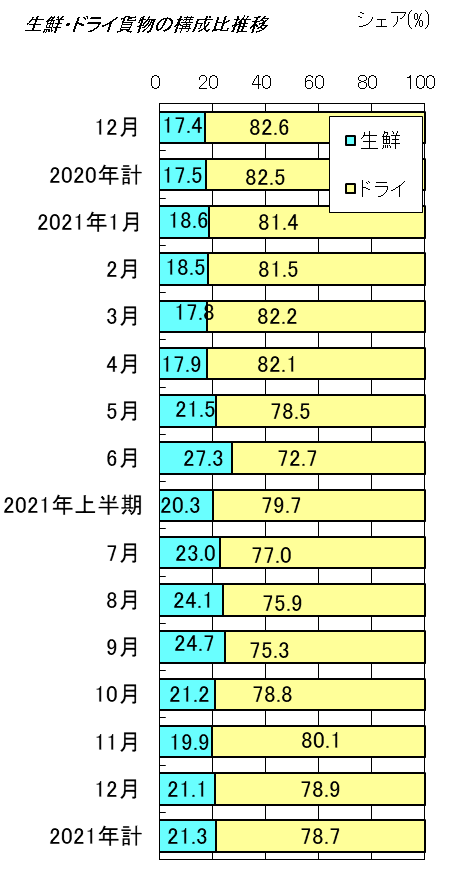 生鮮・ドライ貨物の構成比推移
シェア(%)
0 20 40 60 80 100
12月 17.4 82.6
生鮮
2020年計 17.5 82.5
ドライ
2021年1月 18.6 81.4
2月 18.5 81.5
3月 17.8 82.2
4月 17.9 82.1
5月 21.5 78.5
6月 27.3 72.7
2021年上半期 20.3 79.7
7月 23.0 77.0
8月 24.1 75.9
9月 24.7 75.3
10月 21.2 78.8
11月 19.9 80.1
12月 21.1 78.9
2021年計 21.3 78.7